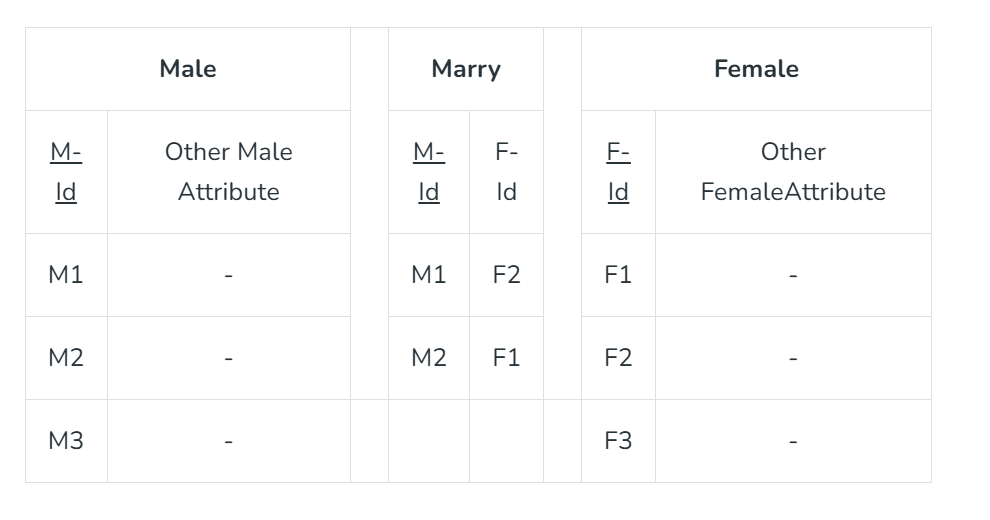 Male Marry Female
M- Other Male M- F- F- Other
Id Attribute Id Id Id FemaleAttribute
M1 - M1 F2 F1 -
M2 - M2 F1 F2 -
M3 - F3 -